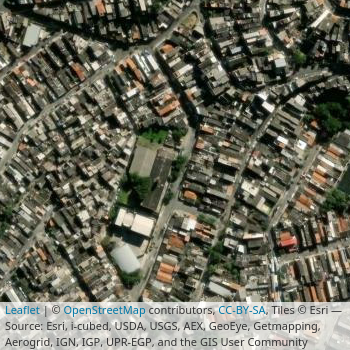 Leaflet | © OpenStreetMap contributors, CC-BY-SA, Tiles © Esri —
Source: Esri, i-cubed, USDA, USGS, AEX, GeoEye, Getmapping,
Aerogrid, IGN, IGP, UPR-EGP, and the GIS User Community